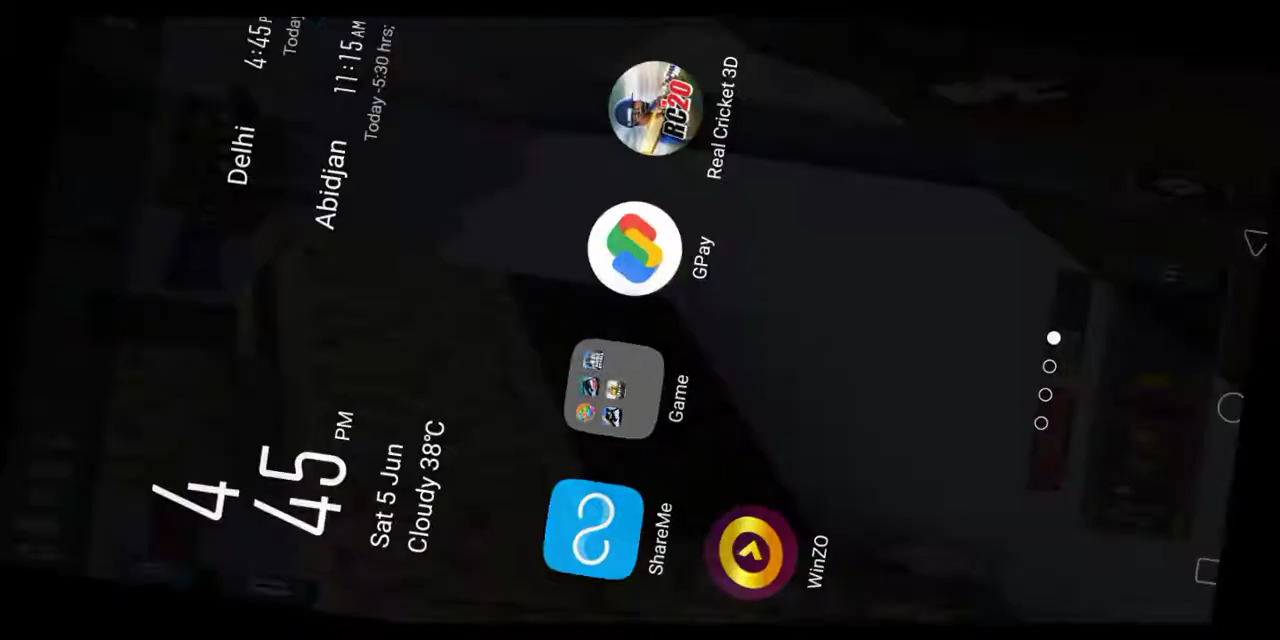 4
45 PM
Sat 5 Jun
Cloudy 38°C
Delhi
4:45
Today
Abidjan
11:15 AM
Today -5:30 hrs;
ShareMe
Game
GPay
RC20
Real Cricket 3D
WinZO